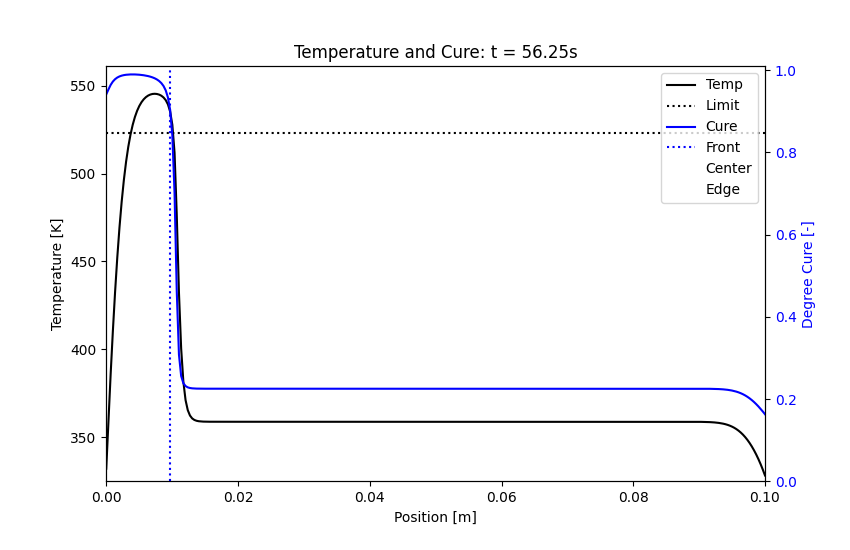 Temperature and Cure: t = 56.25s
Temperature [K]
550
500
450
400
350
Temp
Limit
Cure
Front
Center
Edge
1.0
0.8
0.6
0.4
0.2
0.0
Degree Cure [-]
0.00
0.02
0.04
0.06
0.08
0.10
Position [m]